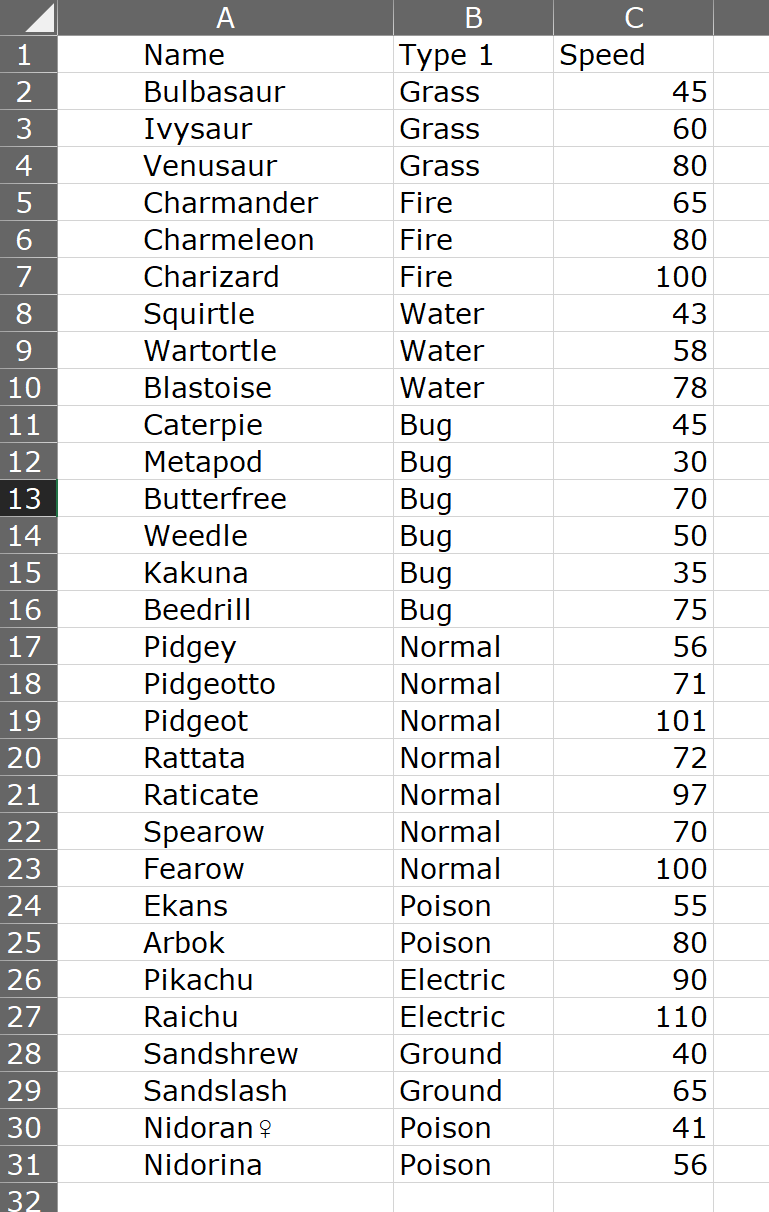 A B C
1 Name Type 1 Speed
2 Bulbasaur Grass 45
3 Ivysaur Grass 60
4 Venusaur Grass 80
5 Charmander Fire 65
6 Charmeleon Fire 80
7 Charizard Fire 100
8 Squirtle Water 43
9 Wartortle Water 58
10 Blastoise Water 78
11 Caterpie Bug 45
12 Metapod Bug 30
13 Butterfree Bug 70
14 Weedle Bug 50
15 Kakuna Bug 35
16 Beedrill Bug 75
17 Pidgey Normal 56
18 Pidgeotto Normal 71
19 Pidgeot Normal 101
20 Rattata Normal 72
21 Raticate Normal 97
22 Spearow Normal 70
23 Fearow Normal 100
24 Ekans Poison 55
25 Arbok Poison 80
26 Pikachu Electric 90
27 Raichu Electric 110
28 Sandshrew Ground 40
29 Sandslash Ground 65
30 Nidoran♀ Poison 41
31 Nidorina Poison 56
32